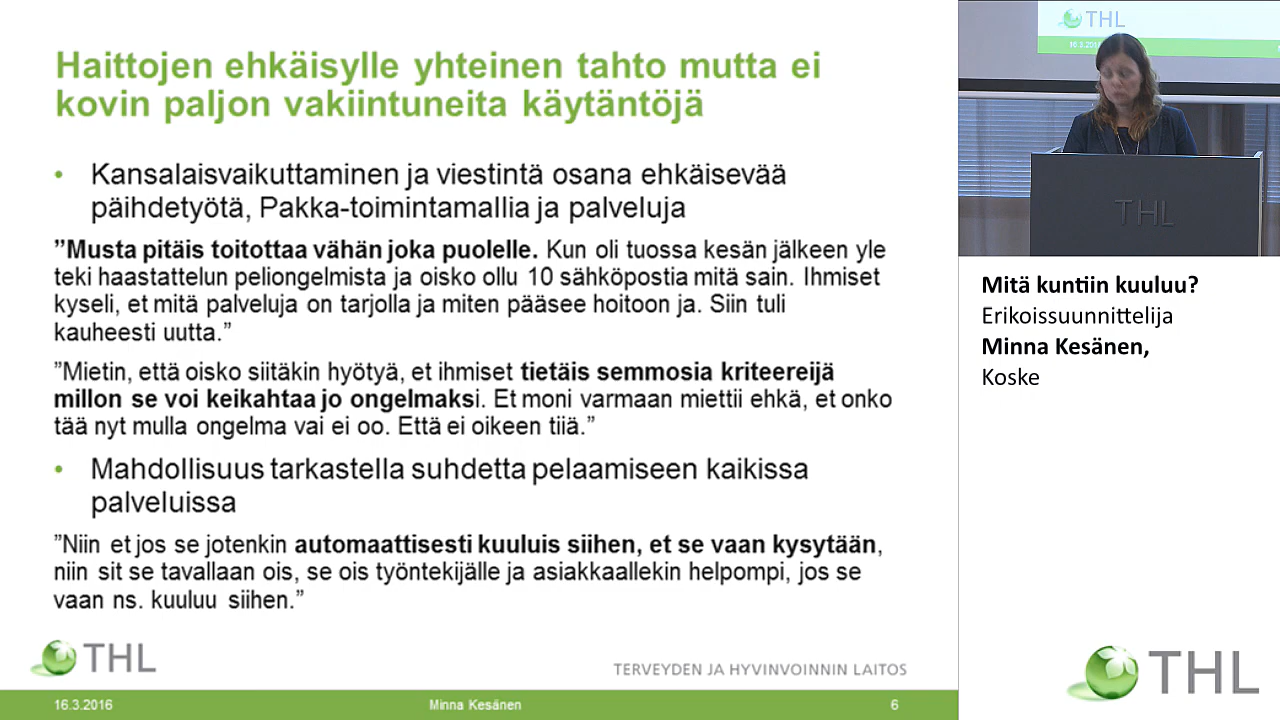 Haittojen ehkäisylle yhteinen tahto mutta ei
kovin paljon vakiintuneita käytäntöjä
• Kansalaisvaikuttaminen ja viestintä osana ehkäisevää
päihdetyötä, Pakka-toimintamallia ja palveluja
”Musta pitäis toitottaa vähän joka puolelle. Kun oli tuossa kesän jälkeen yle
teki haastattelun peliongelmista ja oisko ollu 10 sähköpostia mitä sain. Ihmiset
kyseli, et mitä palveluja on tarjolla ja miten pääsee hoitoon ja. Siin tuli
kauheesti uutta.”
”Mietin, että oisko siitäkin hyötyä, et ihmiset tietäis semmosia kriteereijä
millon se voi keikahtaa jo ongelmaksi. Et moni varmaan miettii ehkä, et onko
tää nyt mulla ongelma vai ei oo. Että ei oikeen tiiä.”
• Mahdollisuus tarkastella suhdetta pelaamiseen kaikissa
palveluissa
”Niin et jos se jotenkin automaattisesti kuuluis siihen, et se vaan kysytään,
niin sit se tavallaan ois, se ois työntekijälle ja asiakkaallekin helpompi, jos se
vaan ns. kuuluu siihen.”
THL
TERVEYDEN JA HYVINVOINNIN LAITOS
16.3.2016 Minna Kesänen 6
THL
16.3.2016
THL
Mitä kuntiin kuuluu?
Erikoissuunnittelija
Minna Kesänen,
Koske
THL